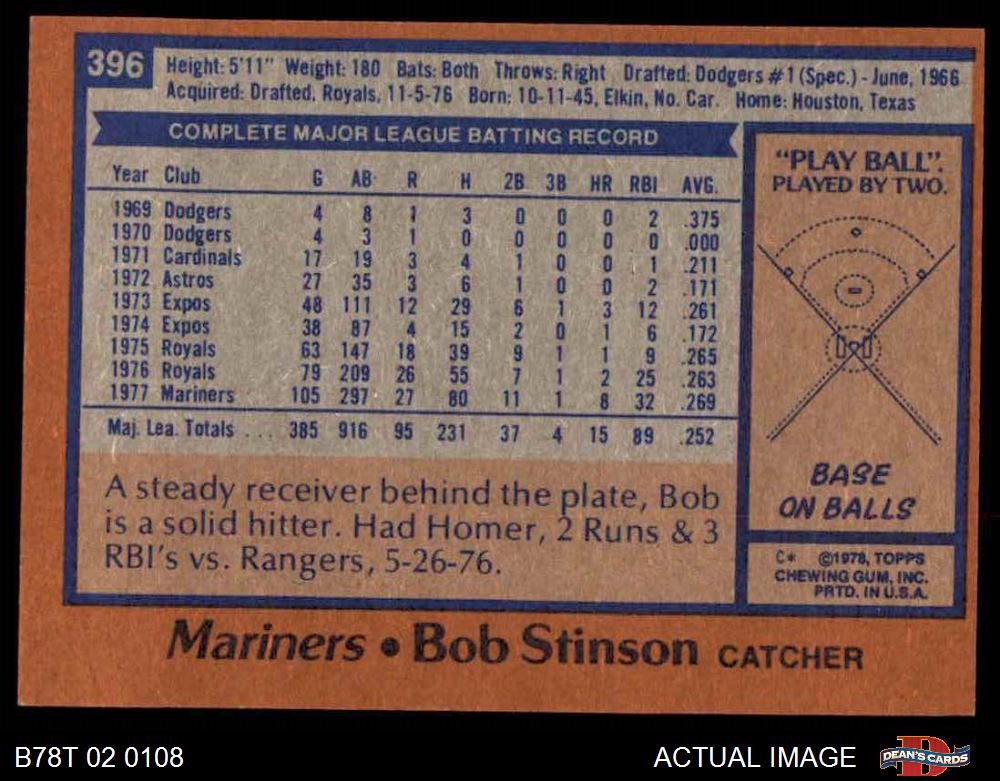 396
Height: 5'11" Weight: 180 Bats: Both Throws: Right Drafted: Dodgers #1 (Spec.) - June, 1966
Acquired: Drafted, Royals, 11-5-76 Born: 10-11-45, Elkin, No. Car. Home: Houston, Texas
COMPLETE MAJOR LEAGUE BATTING RECORD
Year Club G AB R H 2B 3B HR RBI AVG.
1969 Dodgers 4 8 1 3 0 0 0 2 .375
1970 Dodgers 4 3 1 0 0 0 0 0 .000
1971 Cardinals 17 19 3 4 1 0 0 1 .211
1972 Astros 27 35 3 6 1 0 0 2 .171
1973 Expos 48 111 12 29 6 1 3 12 .261
1974 Expos 38 87 4 15 2 0 1 6 .172
1975 Royals 63 147 18 39 9 1 1 9 .265
1976 Royals 79 209 26 55 7 1 2 25 .263
1977 Mariners 105 297 27 80 11 1 8 32 .269
Maj. Lea. Totals ... 385 916 95 231 37 4 15 89 .252
A steady receiver behind the plate, Bob
is a solid hitter. Had Homer, 2 Runs & 3
RBI's vs. Rangers, 5-26-76.
"PLAY BALL".
PLAYED BY TWO.
BASE
ON BALLS
C* ©1978, TOPPS
CHEWING GUM, INC.
PRTD. IN U.S.A.
Mariners • Bob Stinson CATCHER
B78T 02 0108
ACTUAL IMAGE
DEAN'S CARDS